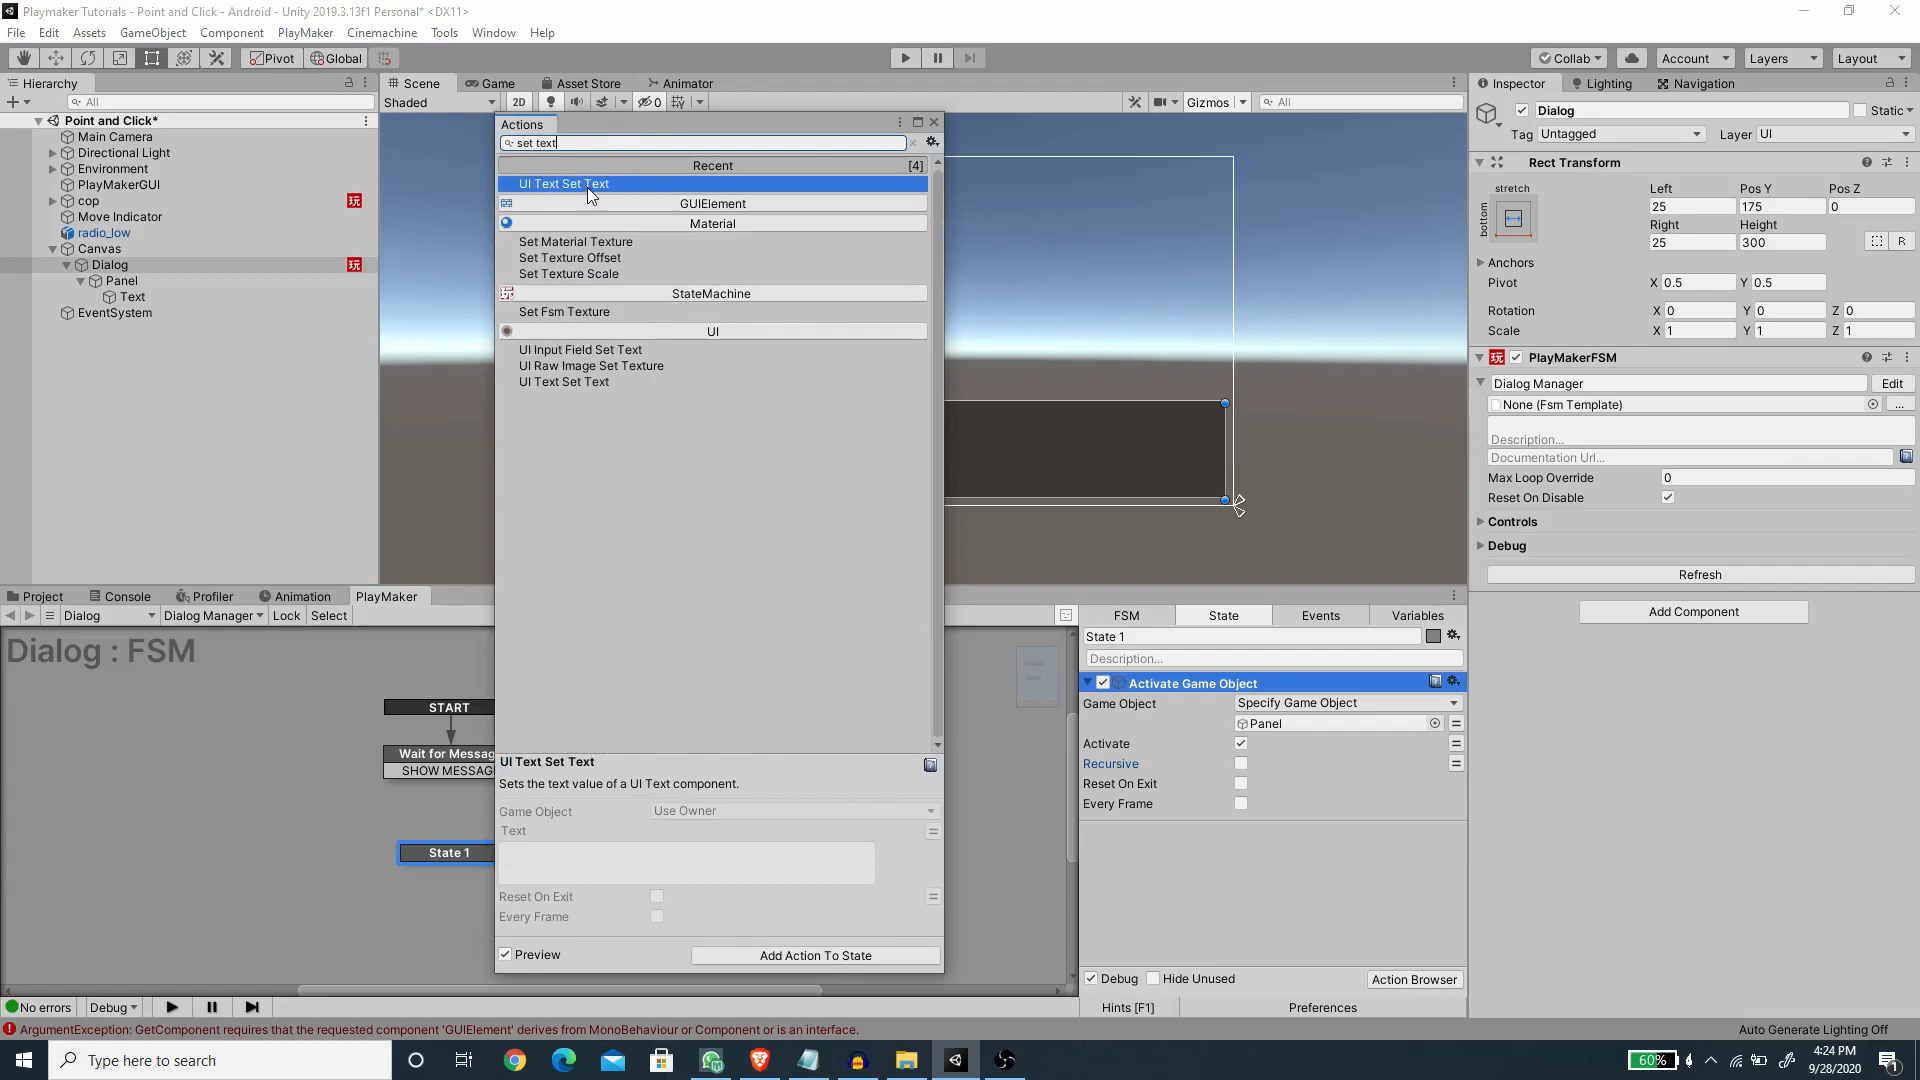 Playmaker Tutorials - Point and Click - Android - Unity 2019.3.13f1 Personal* <DX11>
File Edit Assets GameObject Component PlayMaker Cinemachine Tools Window Help
Pivot Global Collab Account Layers Layout
Hierarchy
All
Point and Click*
Main Camera
Directional Light
Environment
PlayMakerGUI
cop
Move Indicator
radio_low
Canvas
Dialog
Panel
Text
EventSystem
Scene Game Asset Store Animator
Shaded 2D 0 Gizmos All
Actions
set text
Recent [4]
UI Text Set Text
GUIElement
Material
Set Material Texture
Set Texture Offset
Set Texture Scale
StateMachine
Set Fsm Texture
UI
UI Input Field Set Text
UI Raw Image Set Texture
UI Text Set Text
UI Text Set Text
Sets the text value of a UI Text component.
Game Object Use Owner
Text
Reset On Exit
Every Frame
Preview Add Action To State
Inspector Lighting Navigation
Dialog Static
Tag Untagged Layer UI
Rect Transform
stretch
bottom
Left Pos Y Pos Z
25 175 0
Right Height
25 300 R
Anchors
Pivot X 0.5 Y 0.5
Rotation X 0 Y 0 Z 0
Scale X 1 Y 1 Z 1
玩 PlayMakerFSM
Dialog Manager Edit
None (Fsm Template) ...
Description...
Documentation Url...
Max Loop Override 0
Reset On Disable
Controls
Debug
Refresh
Add Component
Project Console Profiler Animation PlayMaker
Dialog Dialog Manager Lock Select
Dialog : FSM
START
Wait for Messag
SHOW MESSAG
State 1
FSM State Events Variables
State 1
Description...
Activate Game Object
Game Object Specify Game Object
Panel
Activate
Recursive
Reset On Exit
Every Frame
Debug Hide Unused Action Browser
Hints [F1] Preferences
No errors Debug
ArgumentException: GetComponent requires that the requested component 'GUIElement' derives from MonoBehaviour or Component or is an interface.
Auto Generate Lighting Off
Type here to search
60%
4:24 PM
9/28/2020
1